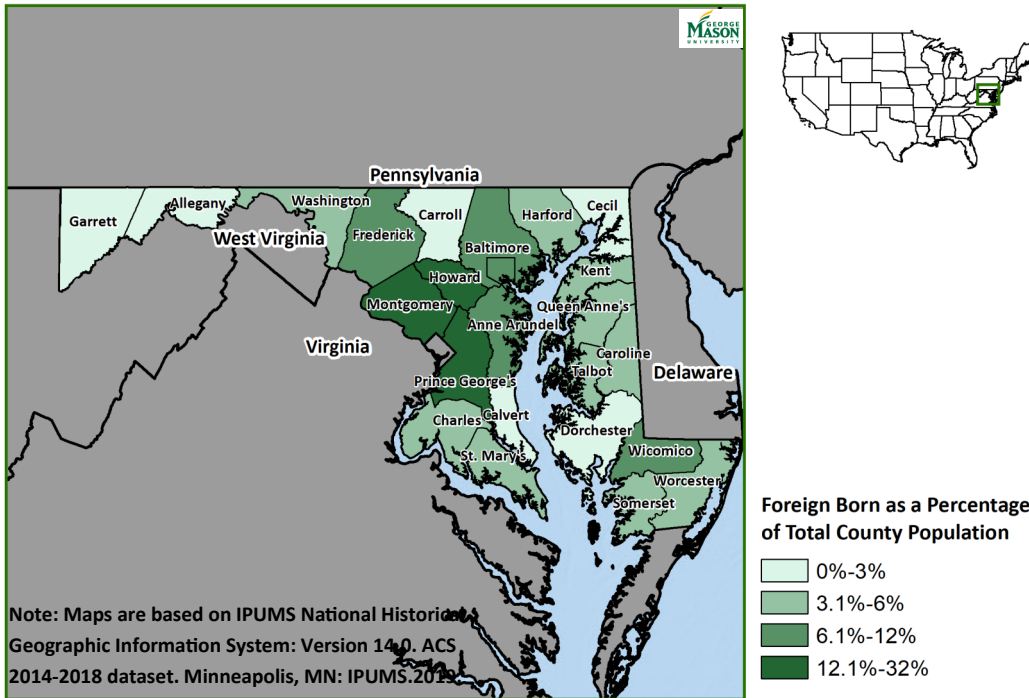 GEORGE
MASON
UNIVERSITY
Pennsylvania
Garrett
Allegany
Washington
Frederick
Carroll
Baltimore
Harford
Cecil
West Virginia
Howard
Kent
Montgomery
Anne Arundel
Queen Anne's
Virginia
Caroline
Talbot
Delaware
Prince George's
Charles
Calvert
Dorchester
St. Mary's
Wicomico
Worcester
Somerset
Note: Maps are based on IPUMS National Historical
Geographic Information System: Version 14.0. ACS
2014-2018 dataset. Minneapolis, MN: IPUMS.2019
Foreign Born as a Percentage
of Total County Population
0%-3%
3.1%-6%
6.1%-12%
12.1%-32%